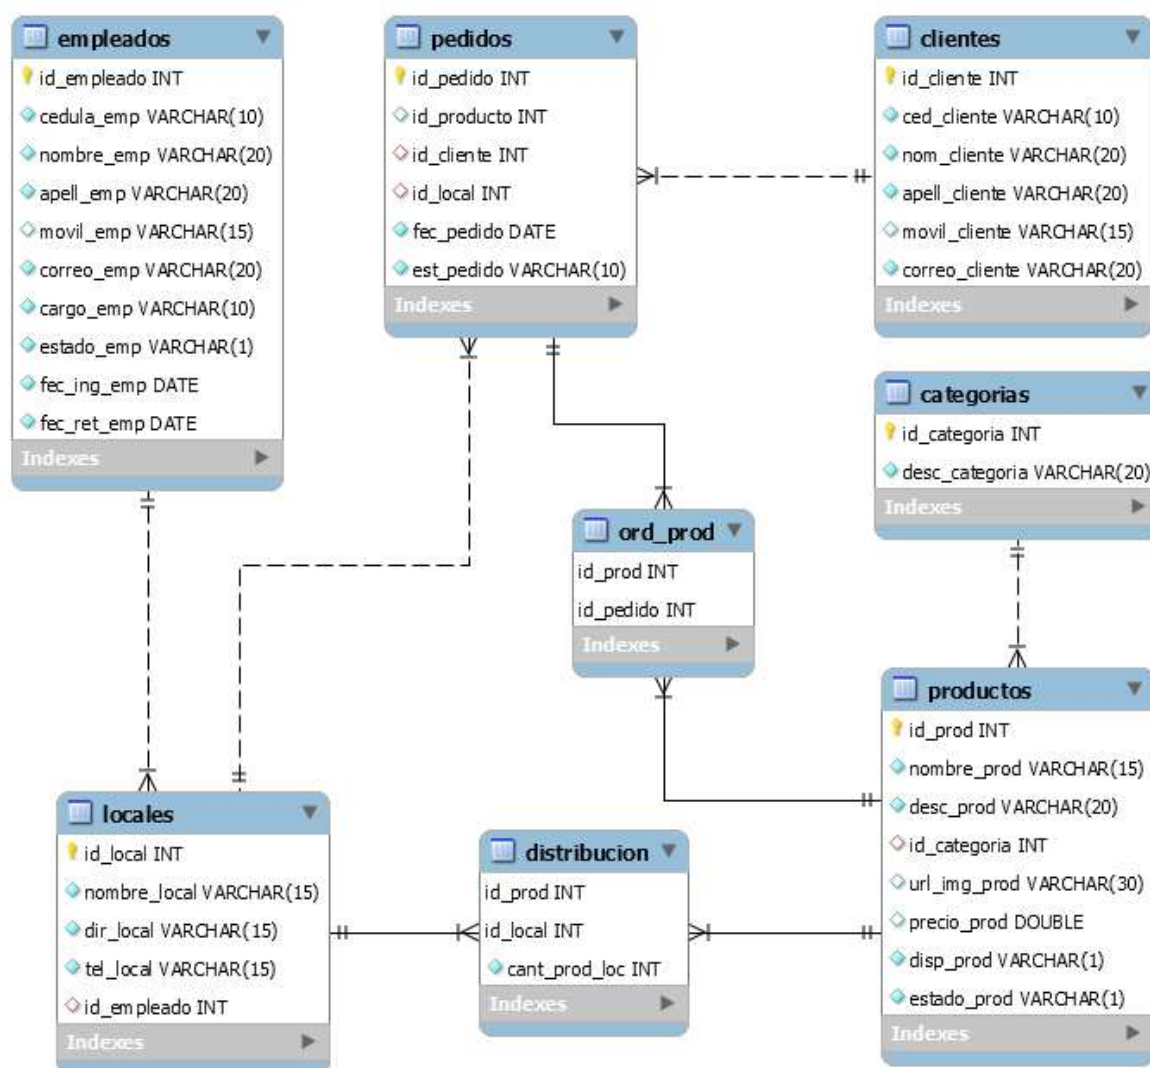 empleados
id_empleado INT
cedula_emp VARCHAR(10)
nombre_emp VARCHAR(20)
apell_emp VARCHAR(20)
movil_emp VARCHAR(15)
correo_emp VARCHAR(20)
cargo_emp VARCHAR(10)
estado_emp VARCHAR(1)
fec_ing_emp DATE
fec_ret_emp DATE
Indexes
pedidos
id_pedido INT
id_producto INT
id_cliente INT
id_local INT
fec_pedido DATE
est_pedido VARCHAR(10)
Indexes
clientes
id_cliente INT
ced_cliente VARCHAR(10)
nom_cliente VARCHAR(20)
apell_cliente VARCHAR(20)
movil_cliente VARCHAR(15)
correo_cliente VARCHAR(20)
Indexes
categorias
id_categoria INT
desc_categoria VARCHAR(20)
Indexes
ord_prod
id_prod INT
id_pedido INT
Indexes
productos
id_prod INT
nombre_prod VARCHAR(15)
desc_prod VARCHAR(20)
id_categoria INT
url_img_prod VARCHAR(30)
precio_prod DOUBLE
disp_prod VARCHAR(1)
estado_prod VARCHAR(1)
Indexes
locales
id_local INT
nombre_local VARCHAR(15)
dir_local VARCHAR(15)
tel_local VARCHAR(15)
id_empleado INT
Indexes
distribucion
id_prod INT
id_local INT
cant_prod_loc INT
Indexes